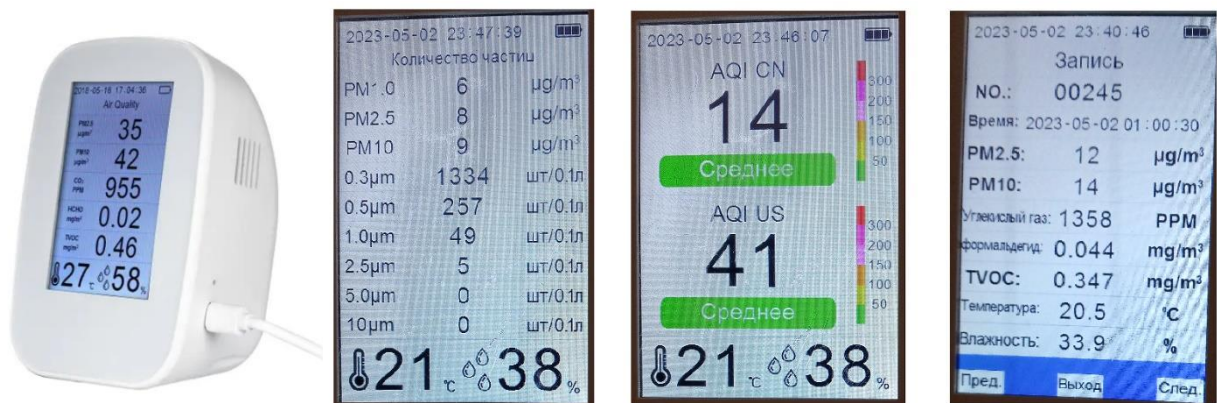 2018-05-16 17:04:36
Air Quality
PM2.5 µg/m³ 35
PM10 µg/m³ 42
CO₂ PPM 955
HCHO mg/m³ 0.02
TVOC mg/m³ 0.46
27 ℃ 58 %
2023-05-02 23:47:39
Количество частиц
PM1.0 6 µg/m³
PM2.5 8 µg/m³
PM10 9 µg/m³
0.3µm 1334 шт/0.1л
0.5µm 257 шт/0.1л
1.0µm 49 шт/0.1л
2.5µm 5 шт/0.1л
5.0µm 0 шт/0.1л
10µm 0 шт/0.1л
21 ℃ 38 %
2023-05-02 23:46:07
AQI CN
14
Среднее
300
200
150
100
50
AQI US
41
Среднее
300
200
150
100
50
21 ℃ 38 %
2023-05-02 23:40:46
Запись
NO.: 00245
Время: 2023-05-02 01:00:30
PM2.5: 12 µg/m³
PM10: 14 µg/m³
Углекислый газ: 1358 PPM
формальдегид: 0.044 mg/m³
TVOC: 0.347 mg/m³
Температура: 20.5 ℃
Влажность: 33.9 %
Пред. Выход След.